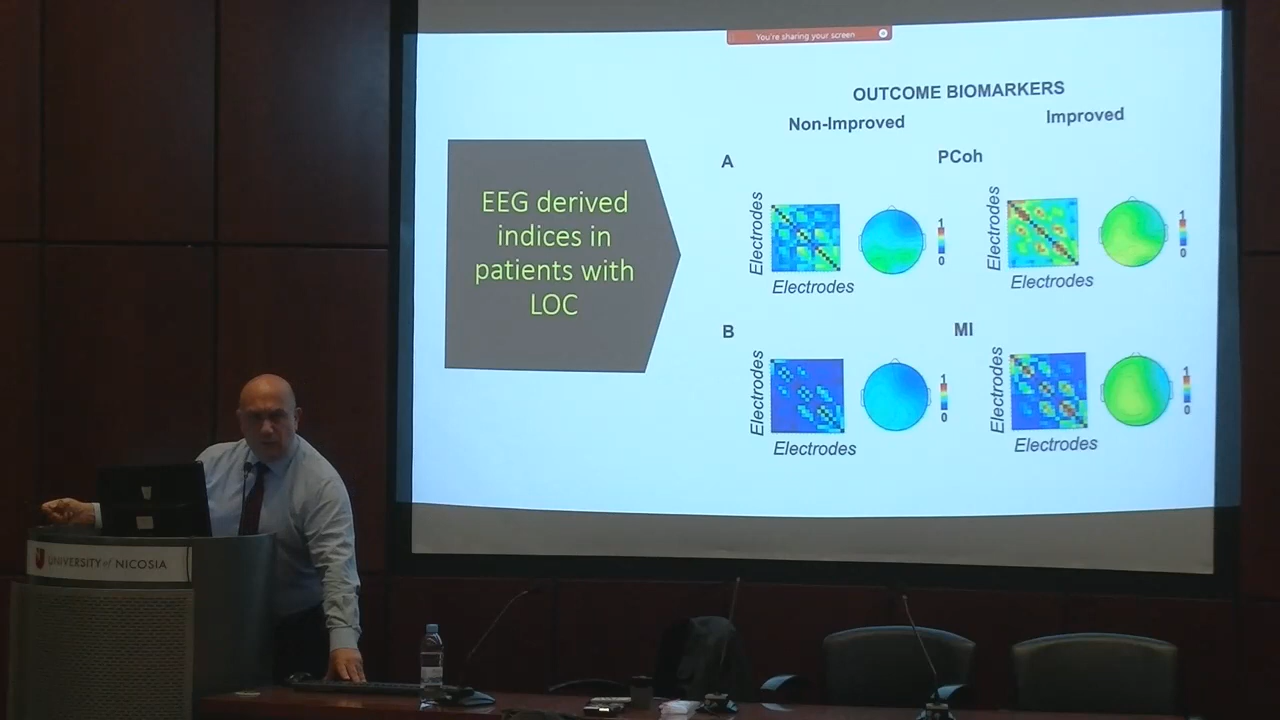 You're sharing your screen
OUTCOME BIOMARKERS
Non-Improved
Improved
EEG derived
indices in
patients with
LOC
A
PCoh
Electrodes
1
0
Electrodes
Electrodes
1
0
Electrodes
B
MI
Electrodes
1
0
Electrodes
Electrodes
1
0
Electrodes
UNIVERSITY of NICOSIA